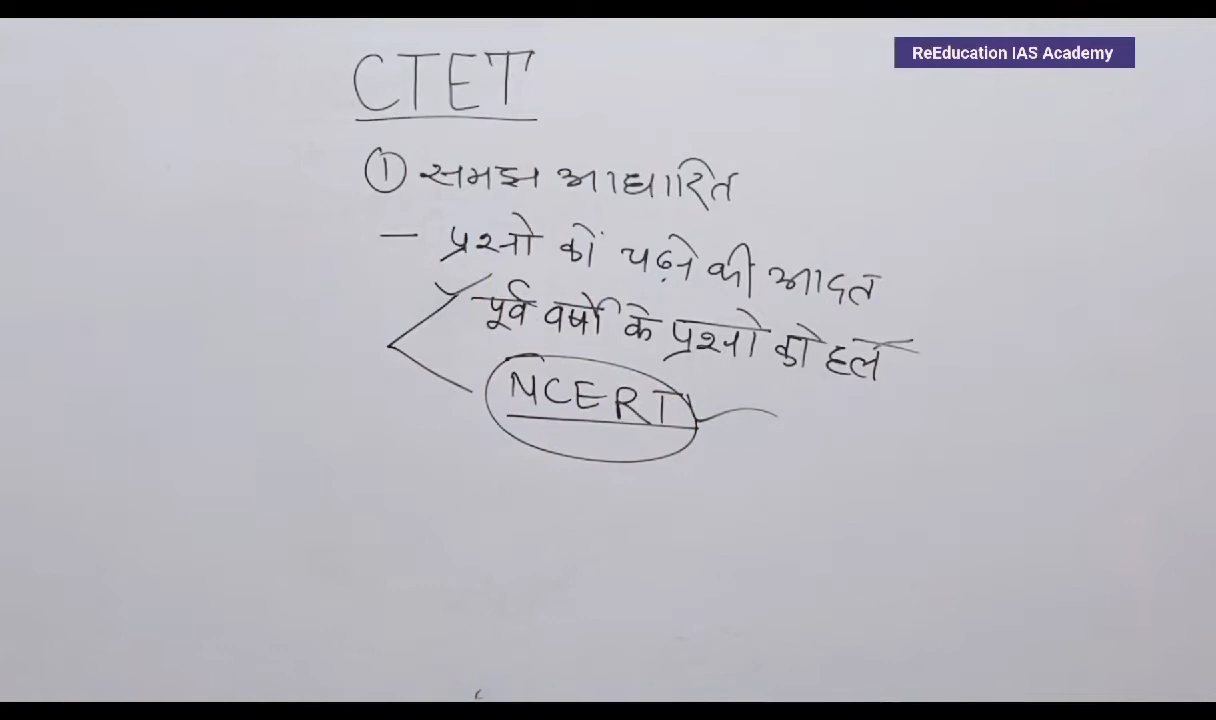 ReEducation IAS Academy
CTET
① समझ आधारित
— प्रश्नो कों पढ़ने की आदत
पूर्व वर्षो के प्रश्नो को हल
NCERT